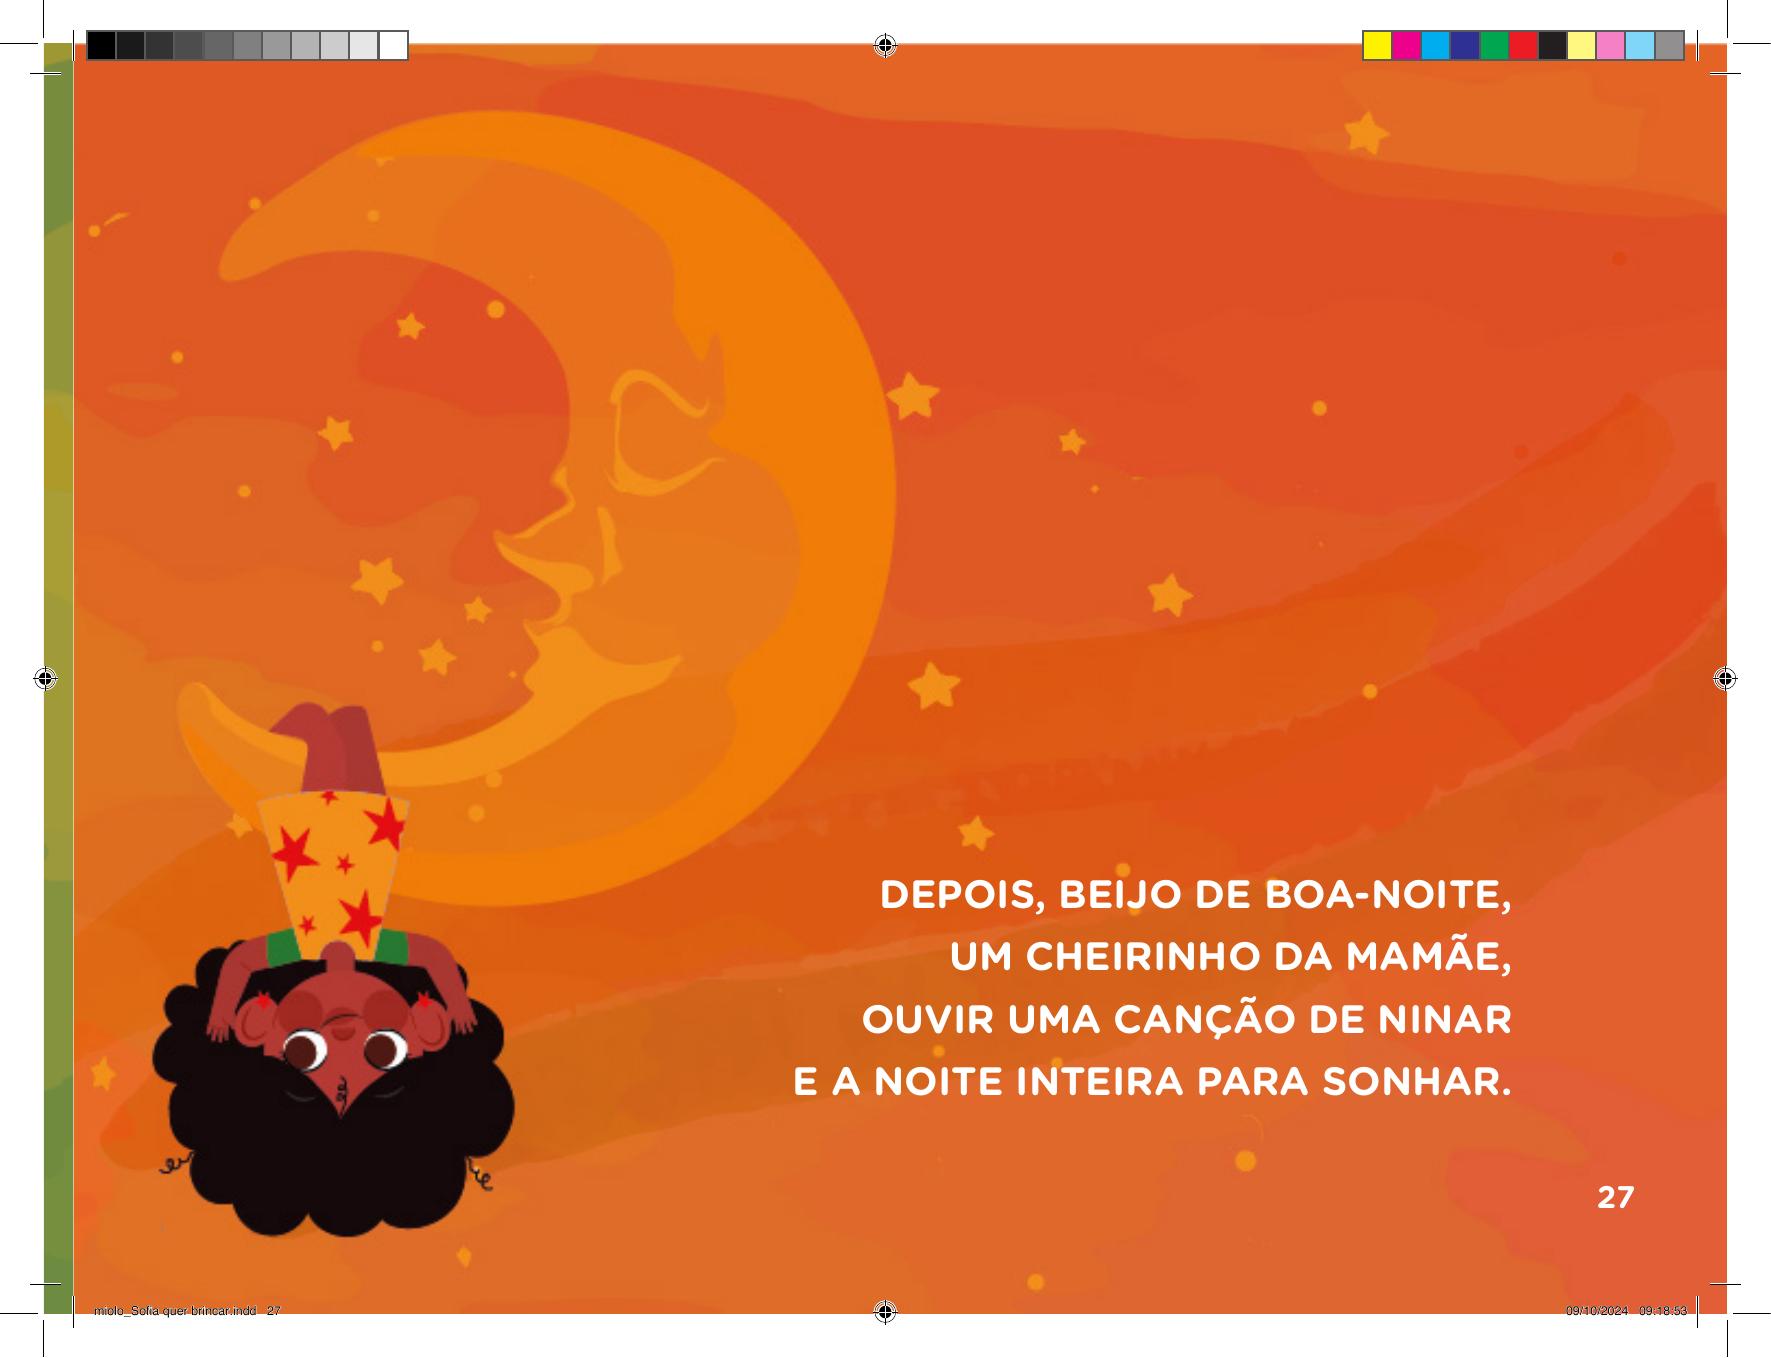 DEPOIS, BEIJO DE BOA-NOITE,
UM CHEIRINHO DA MAMÃE,
OUVIR UMA CANÇÃO DE NINAR
E A NOITE INTEIRA PARA SONHAR.
27
miolo_Sofia quer brincar.indd   27
09/10/2024   09:18:53